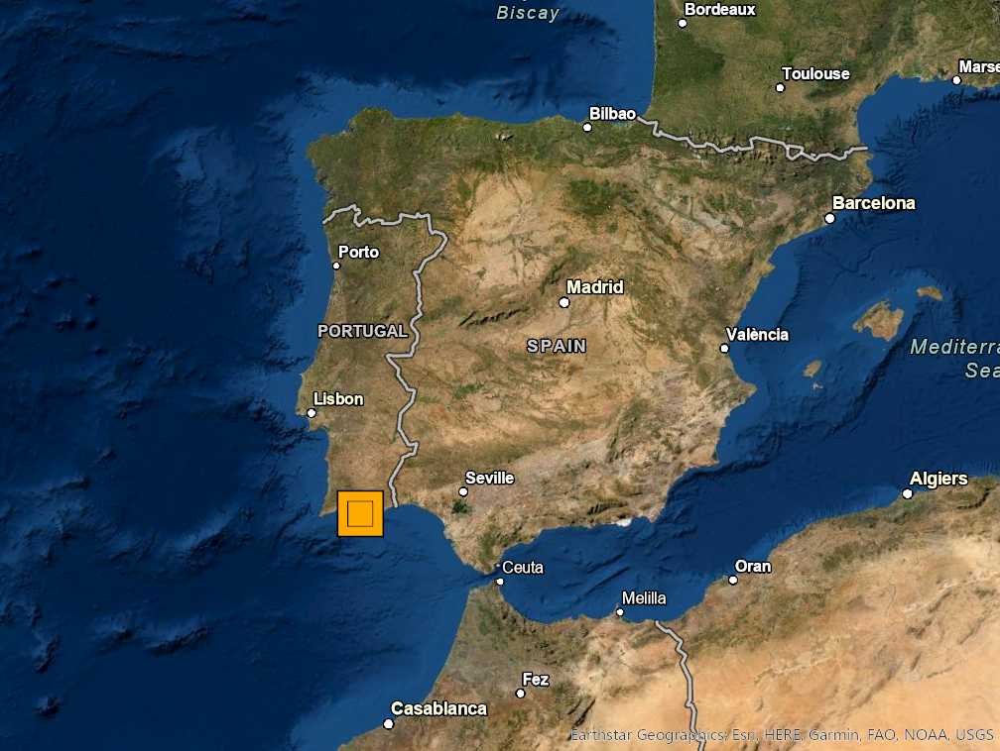 Biscay
Bordeaux
Toulouse
Marse
Bilbao
Barcelona
Porto
Madrid
PORTUGAL
SPAIN
València
Mediterra
Sea
Lisbon
Seville
Algiers
Ceuta
Oran
Melilla
Fez
Casablanca
Earthstar Geographics, Esri, HERE, Garmin, FAO, NOAA, USGS